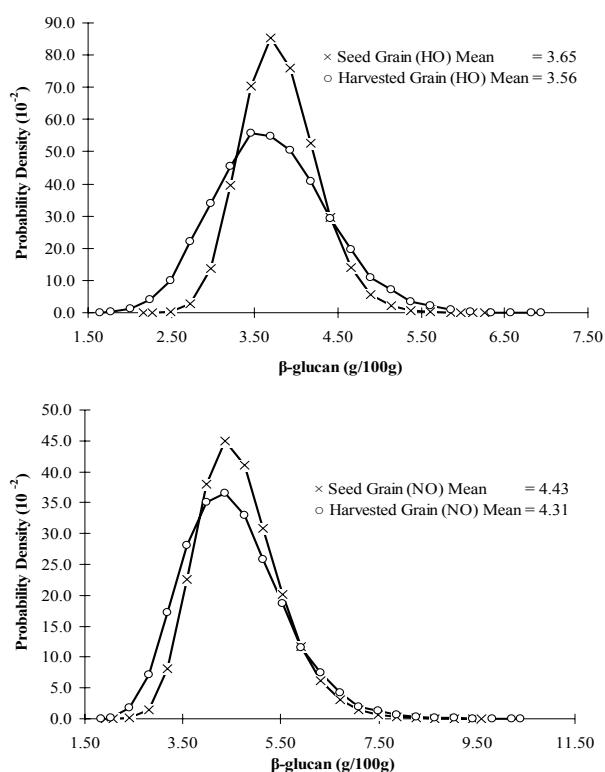 90.0
80.0
70.0
60.0
50.0
40.0
30.0
20.0
10.0
0.0
Probability Density (10⁻²)
× Seed Grain (HO) Mean = 3.65
○ Harvested Grain (HO) Mean = 3.56
1.50 2.50 3.50 4.50 5.50 6.50 7.50
β-glucan (g/100g)
50.0
45.0
40.0
35.0
30.0
25.0
20.0
15.0
10.0
5.0
0.0
Probability Density (10⁻²)
× Seed Grain (NO) Mean = 4.43
○ Harvested Grain (NO) Mean = 4.31
1.50 3.50 5.50 7.50 9.50 11.50
β-glucan (g/100g)